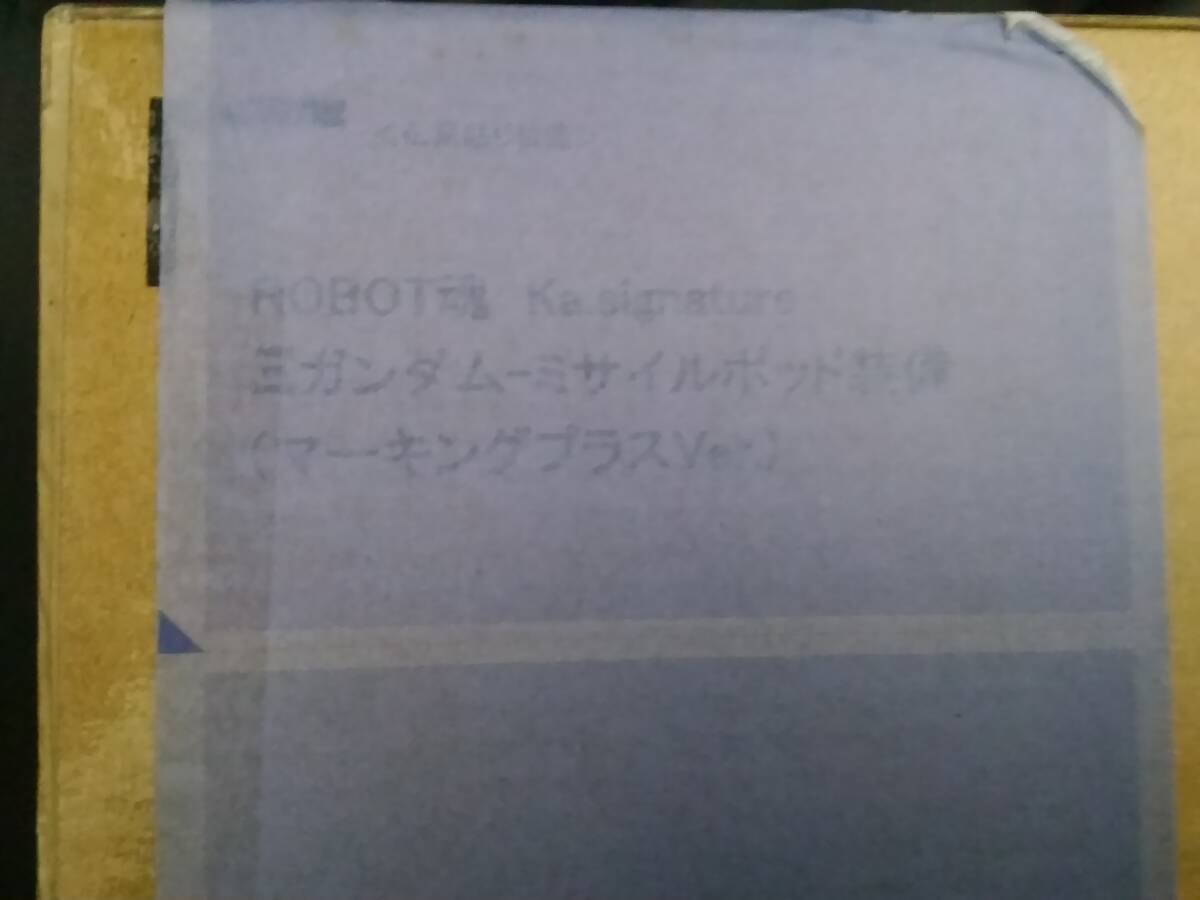 ROBOT魂 Ka signature
ガンダム-ミサイルポッド装備
(マーキングプラスVer.)